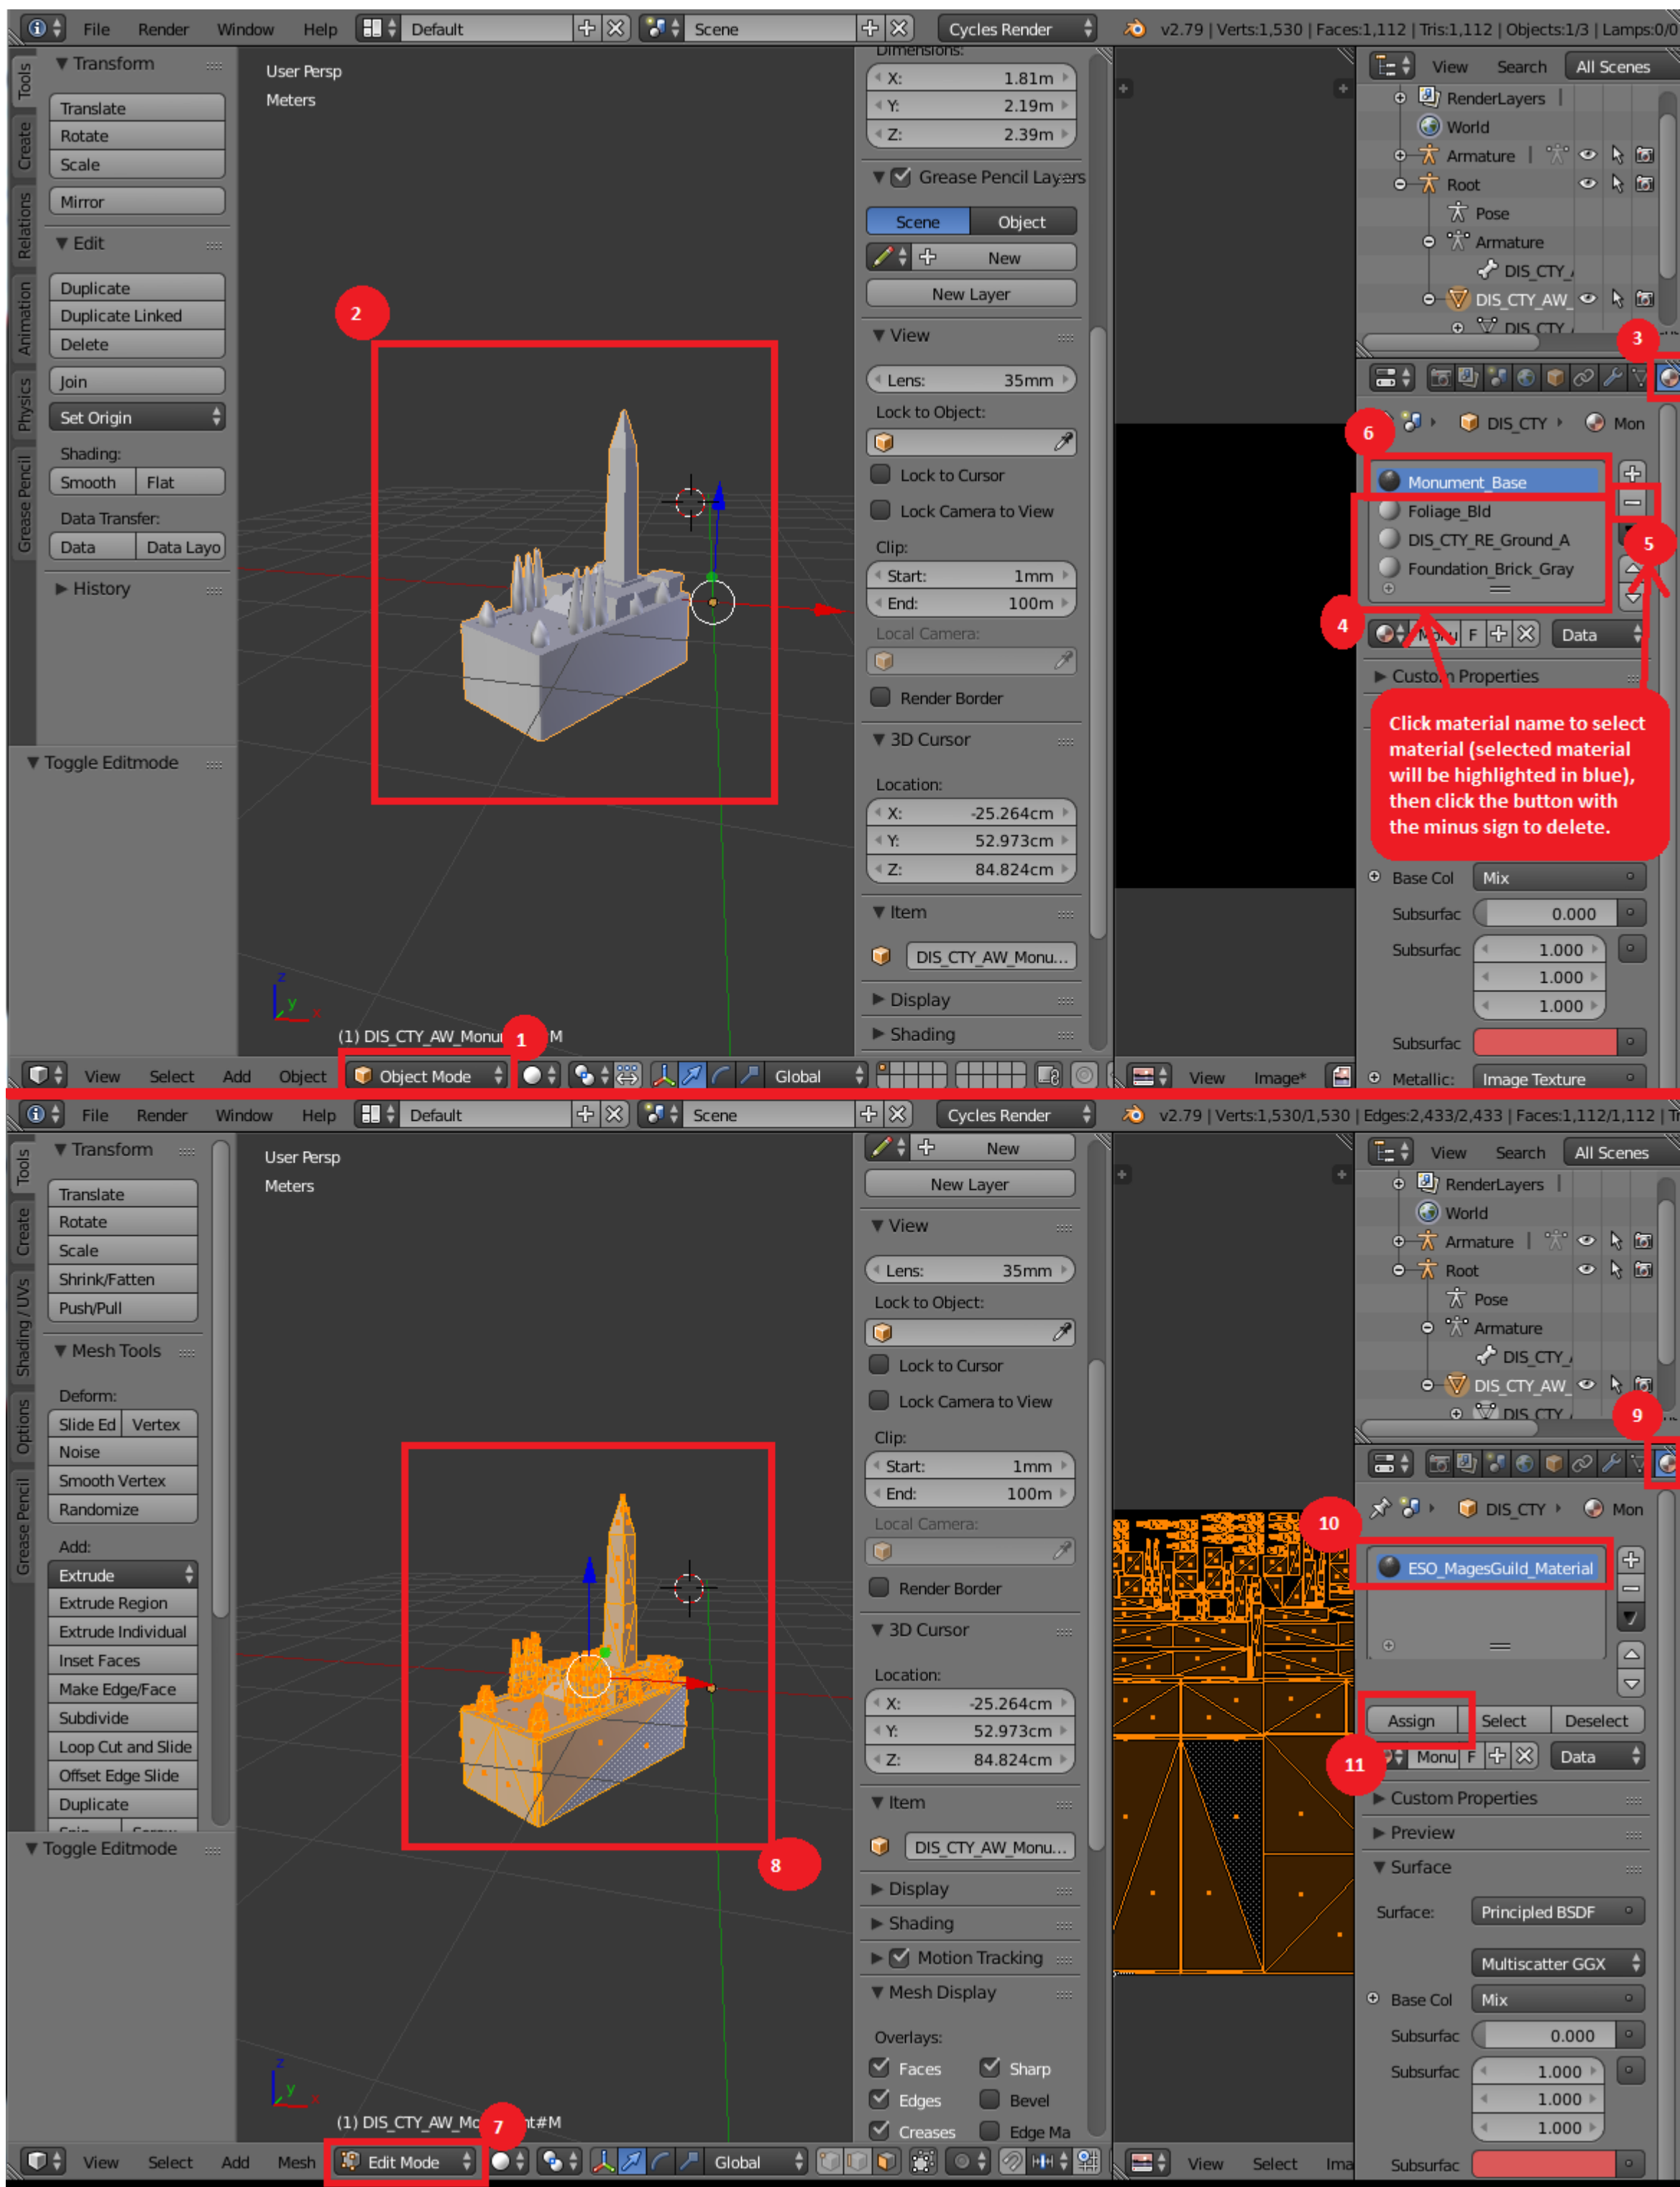 File Render Window Help Default Scene Cycles Render v2.79 | Verts:1,530 | Faces:1,112 | Tris:1,112 | Objects:1/3 | Lamps:0/0
Tools
Create
Relations
Animation
Physics
Grease Pencil
Transform
Translate
Rotate
Scale
Mirror
Edit
Duplicate
Duplicate Linked
Delete
Join
Set Origin
Shading:
Smooth Flat
Data Transfer:
Data Data Layo
History
Toggle Editmode
User Persp
Meters
2
(1) DIS_CTY_AW_Monu M
1
View Select Add Object Object Mode Global
Dimensions:
X: 1.81m
Y: 2.19m
Z: 2.39m
Grease Pencil Layers
Scene Object
New
New Layer
View
Lens: 35mm
Lock to Object:
Lock to Cursor
Lock Camera to View
Clip:
Start: 1mm
End: 100m
Local Camera:
Render Border
3D Cursor
Location:
X: -25.264cm
Y: 52.973cm
Z: 84.824cm
Item
DIS_CTY_AW_Monu...
Display
Shading
View Image*
View Search All Scenes
RenderLayers
World
Armature
Root
Pose
Armature
DIS_CTY_
DIS_CTY_AW_
DIS_CTY_
3
DIS_CTY Mon
6
Monument_Base
Foliage_Bld
DIS_CTY_RE_Ground_A
Foundation_Brick_Gray
5
4
Monu F Data
Custom Properties
Click material name to select
material (selected material
will be highlighted in blue),
then click the button with
the minus sign to delete.
Base Col Mix
Subsurfac 0.000
Subsurfac 1.000
1.000
1.000
Subsurfac
Metallic: Image Texture
File Render Window Help Default Scene Cycles Render v2.79 | Verts:1,530/1,530 | Edges:2,433/2,433 | Faces:1,112/1,112 |
Tools
Create
Shading / UVs
Options
Grease Pencil
Transform
Translate
Rotate
Scale
Shrink/Fatten
Push/Pull
Mesh Tools
Deform:
Slide Ed Vertex
Noise
Smooth Vertex
Randomize
Add:
Extrude
Extrude Region
Extrude Individual
Inset Faces
Make Edge/Face
Subdivide
Loop Cut and Slide
Offset Edge Slide
Duplicate
Toggle Editmode
User Persp
Meters
8
(1) DIS_CTY_AW_Mo nt#M
7
View Select Add Mesh Edit Mode Global
New
New Layer
View
Lens: 35mm
Lock to Object:
Lock to Cursor
Lock Camera to View
Clip:
Start: 1mm
End: 100m
Local Camera:
Render Border
3D Cursor
Location:
X: -25.264cm
Y: 52.973cm
Z: 84.824cm
Item
DIS_CTY_AW_Monu...
Display
Shading
Motion Tracking
Mesh Display
Overlays:
Faces Sharp
Edges Bevel
Creases Edge Ma
View Select Ima
View Search All Scenes
RenderLayers
World
Armature
Root
Pose
Armature
DIS_CTY_
DIS_CTY_AW_
DIS_CTY_
9
DIS_CTY Mon
10
ESO_MagesGuild_Material
Assign Select Deselect
11
Monu F Data
Custom Properties
Preview
Surface
Surface: Principled BSDF
Multiscatter GGX
Base Col Mix
Subsurfac 0.000
Subsurfac 1.000
1.000
1.000
Subsurfac